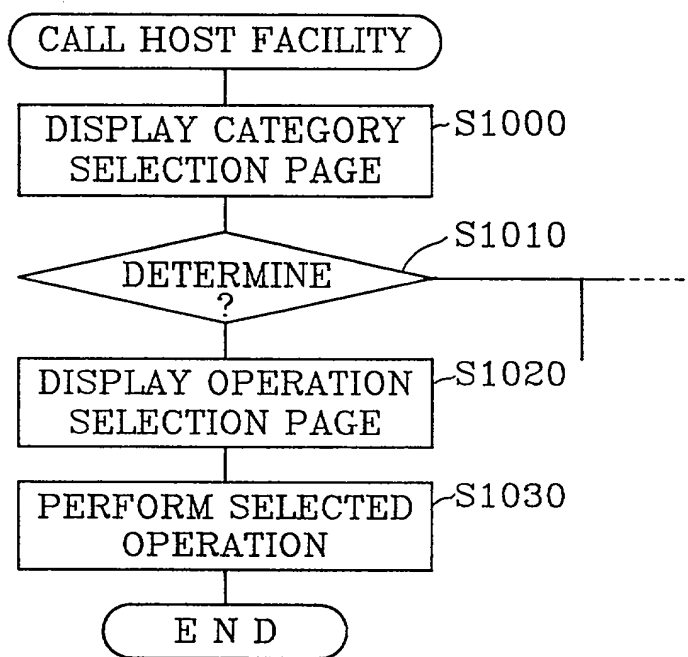 CALL HOST FACILITY
DISPLAY CATEGORY
SELECTION PAGE
S1000
DETERMINE
?
S1010
DISPLAY OPERATION
SELECTION PAGE
S1020
PERFORM SELECTED
OPERATION
S1030
E N D